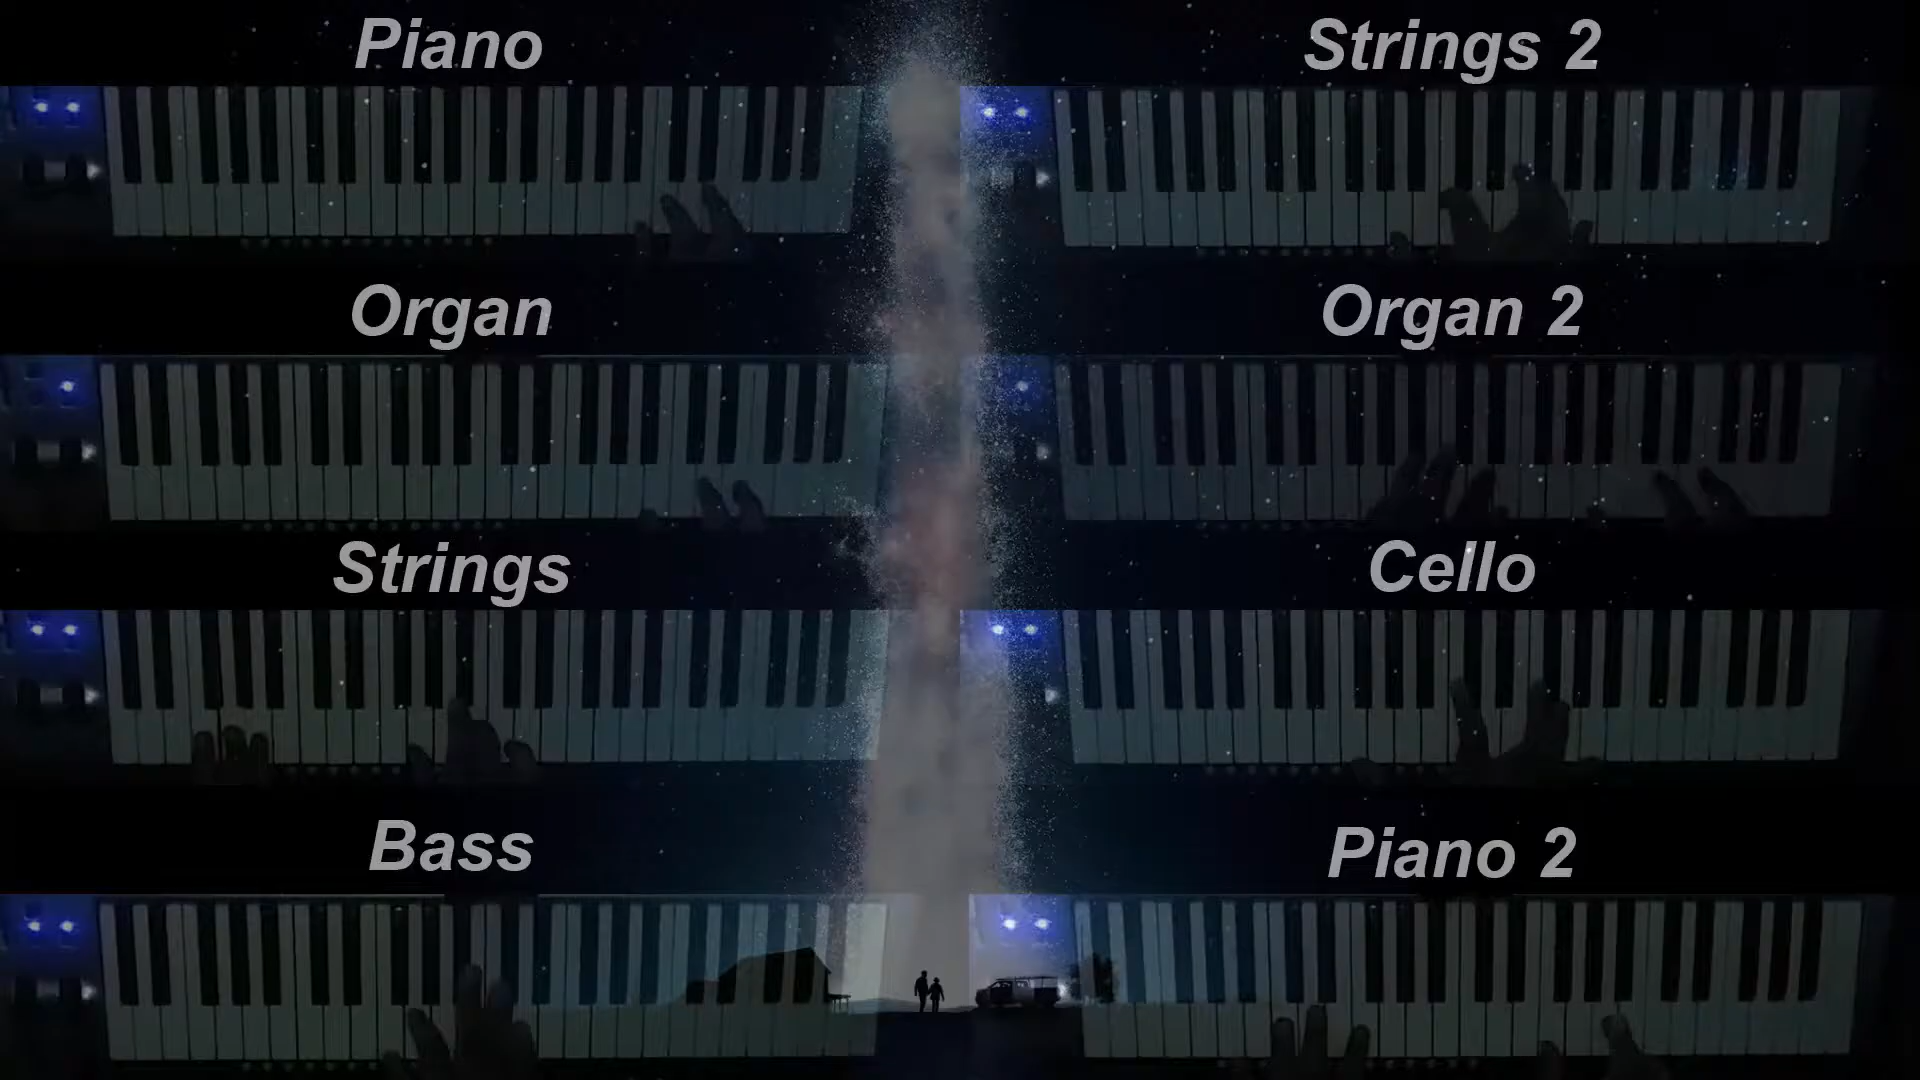 Piano
Strings 2
Organ
Organ 2
Strings
Cello
Bass
Piano 2